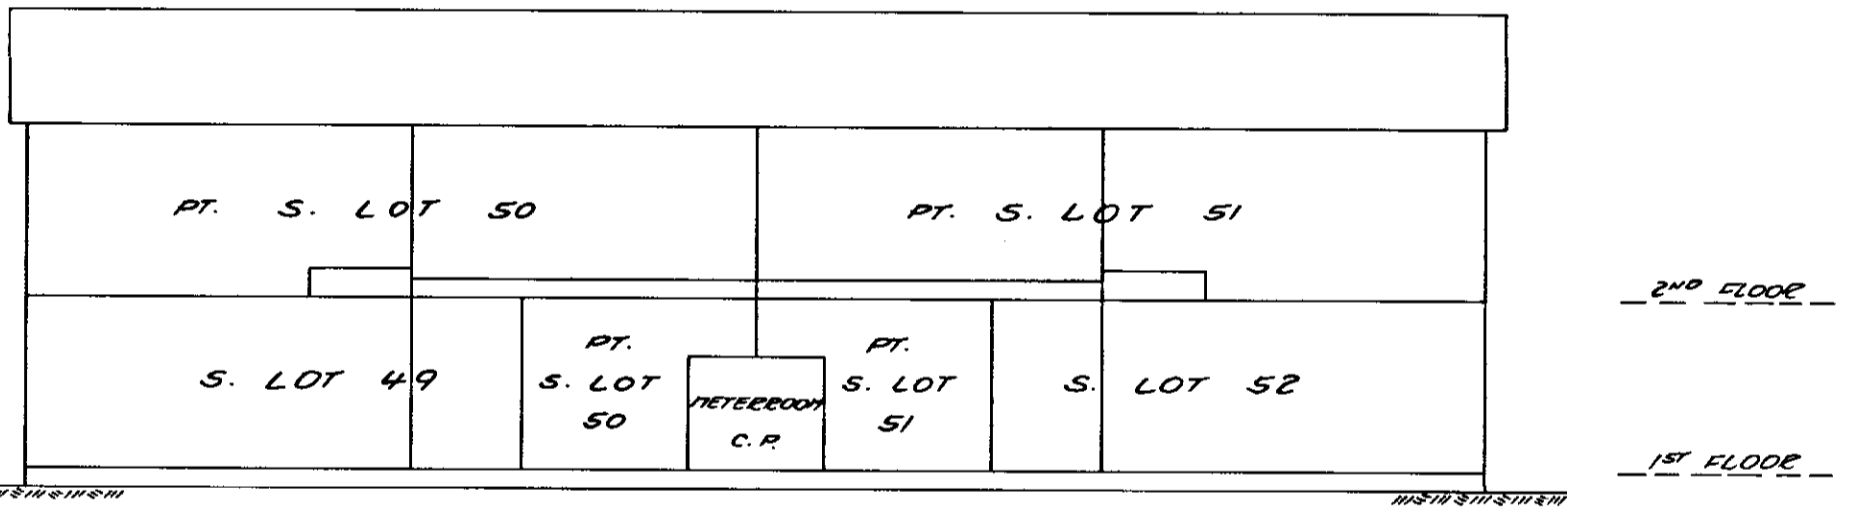 PT. S. LOT 50
PT. S. LOT 51
2ND FLOOR
S. LOT 49
PT.
S. LOT
50
METERROOM
C.P.
PT.
S. LOT
51
S. LOT 52
1ST FLOOR